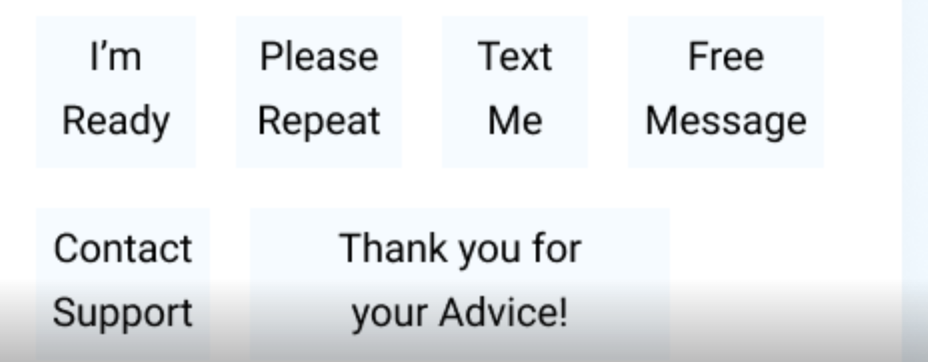 I'm
Ready
Please
Repeat
Text
Me
Free
Message
Contact
Support
Thank you for
your Advice!